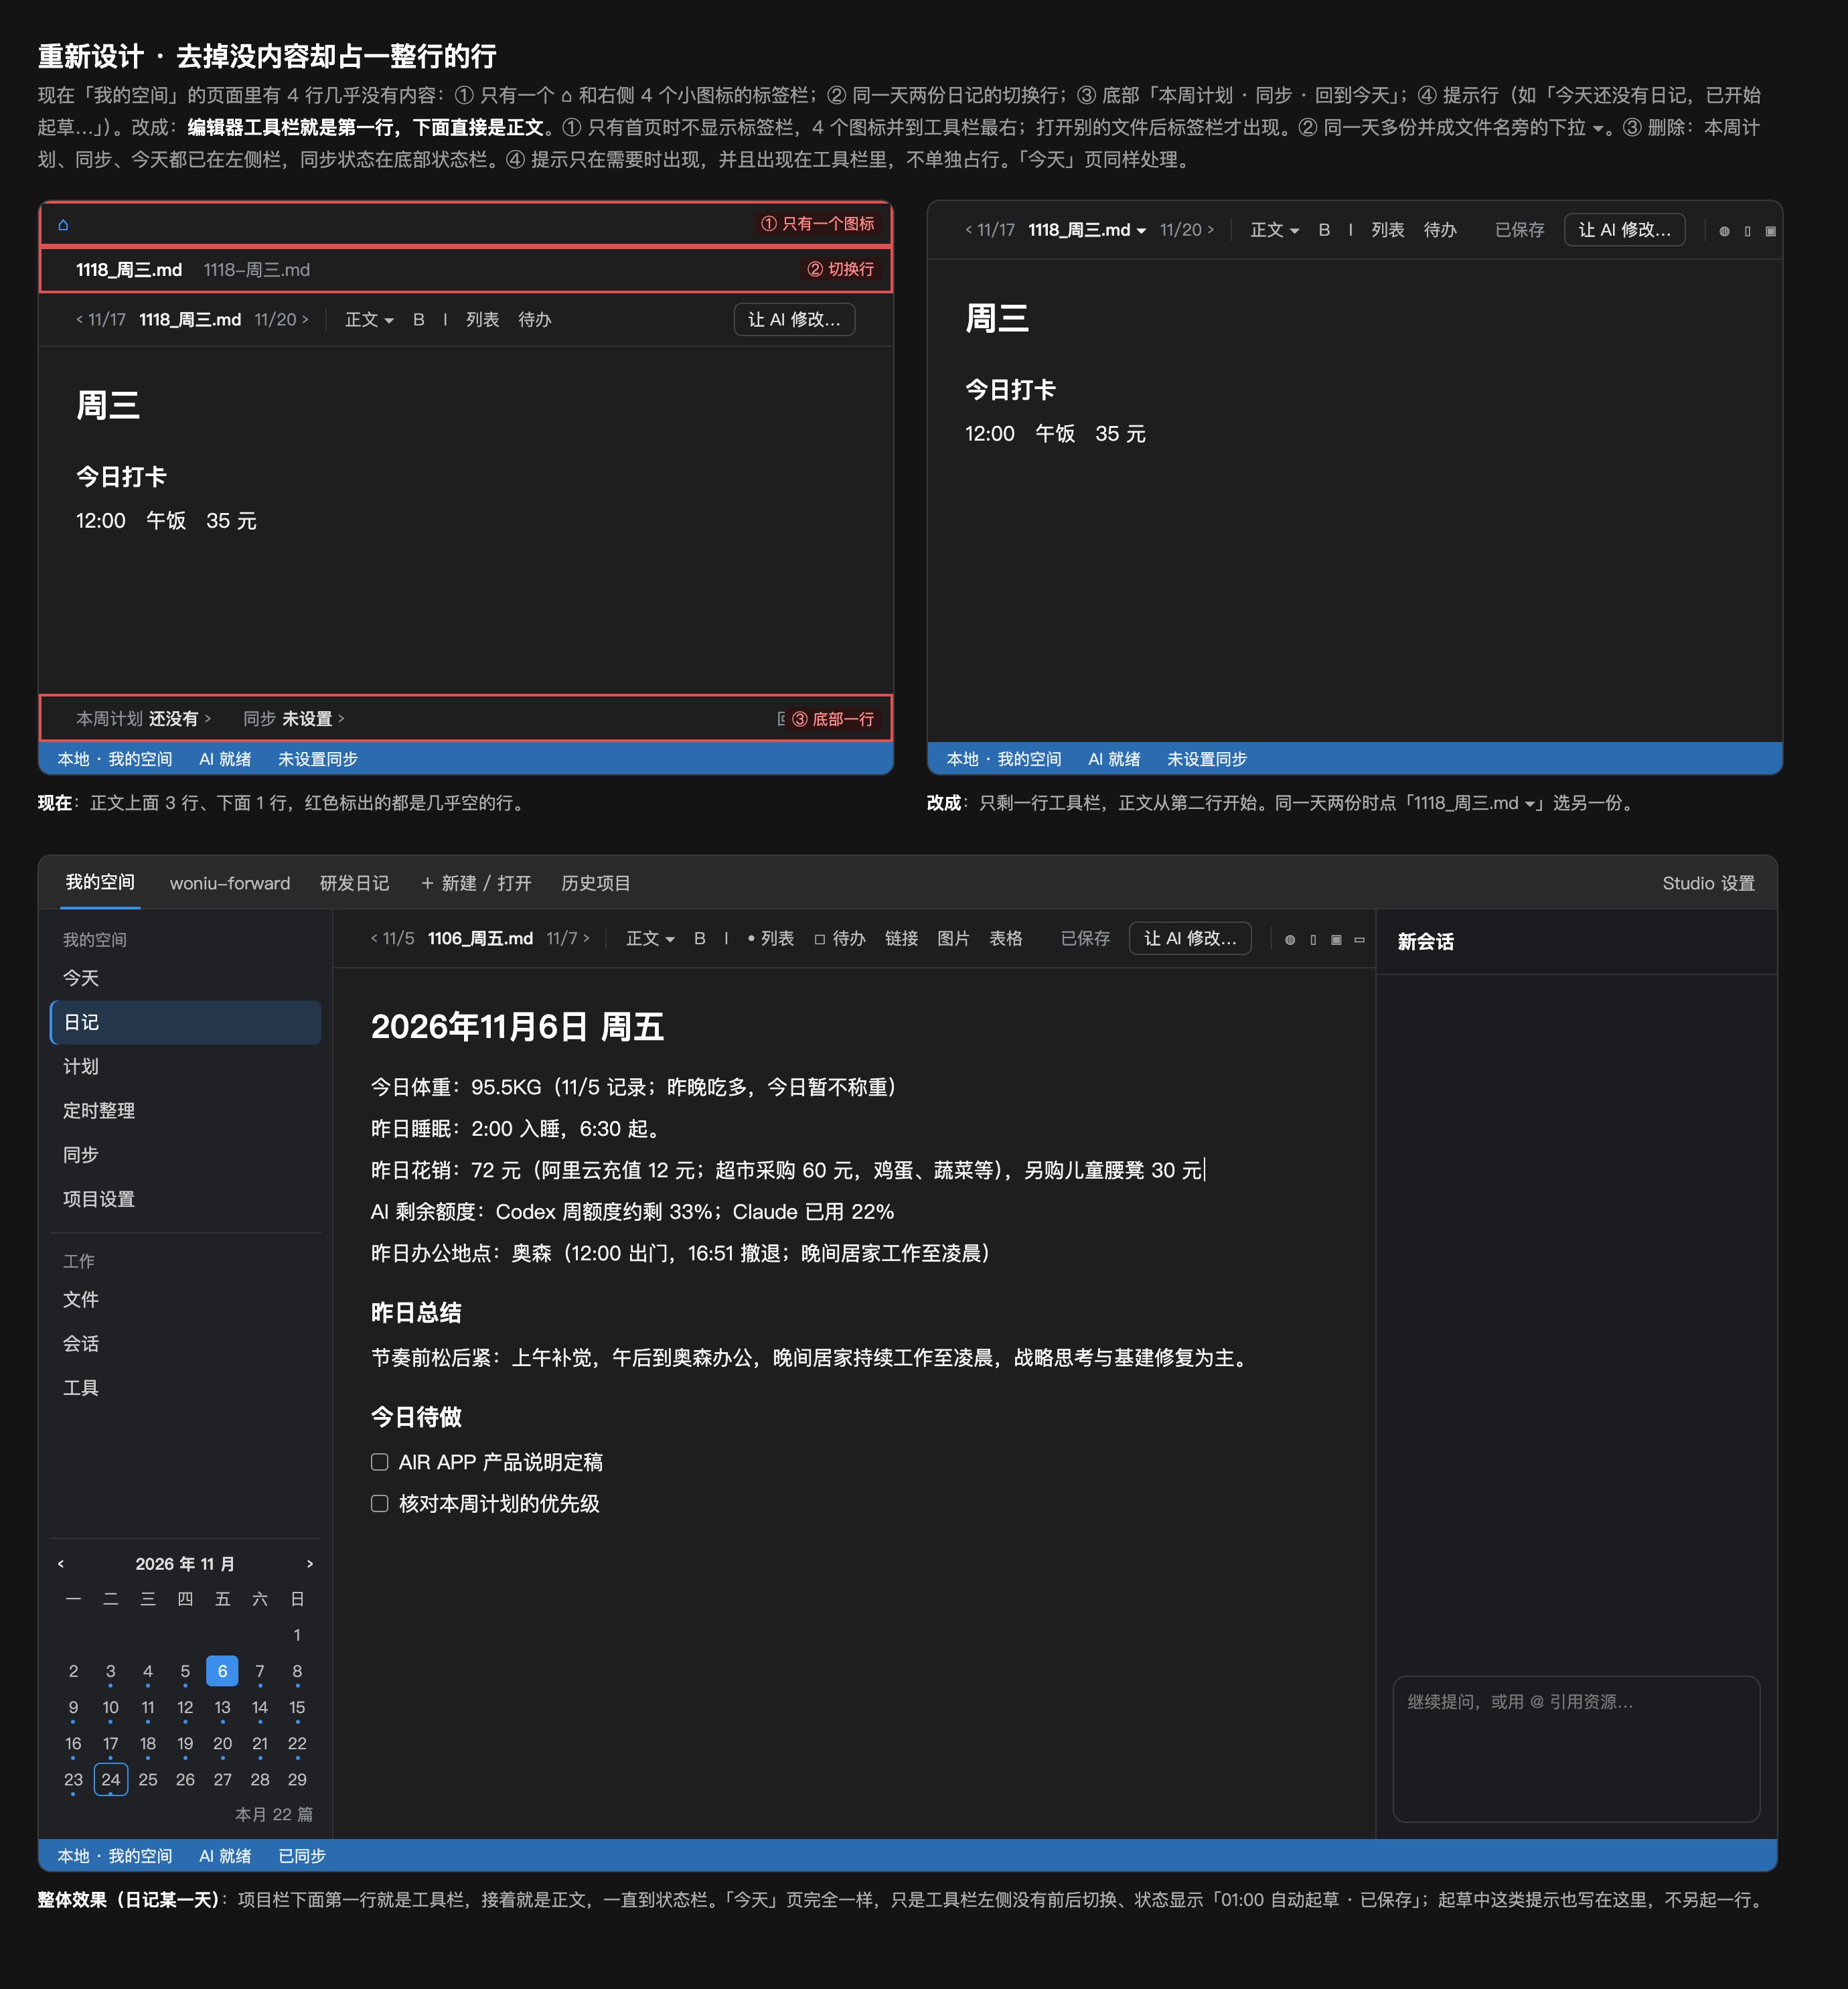 重新设计 · 去掉没内容却占一整行的行
现在「我的空间」的页面里有 4 行几乎没有内容：① 只有一个 ⌂ 和右侧 4 个小图标的标签栏；② 同一天两份日记的切换行；③ 底部「本周计划 · 同步 · 回到今天」；④ 提示行（如「今天还没有日记，已开始
起草…」）。改成：编辑器工具栏就是第一行，下面直接是正文。① 只有首页时不显示标签栏，4 个图标并到工具栏最右；打开别的文件后标签栏才出现。② 同一天多份并成文件名旁的下拉 ▾。③ 删除：本周计
划、同步、今天都已在左侧栏，同步状态在底部状态栏。④ 提示只在需要时出现，并且出现在工具栏里，不单独占行。「今天」页同样处理。
⌂ ① 只有一个图标
1118_周三.md 1118-周三.md ② 切换行
‹ 11/17 1118_周三.md 11/20 › 正文 ▾ B I 列表 待办 让 AI 修改…
周三
今日打卡
12:00 午饭 35 元
本周计划 还没有 › 同步 未设置 › ③ 底部一行
本地 · 我的空间 AI 就绪 未设置同步
现在：正文上面 3 行、下面 1 行，红色标出的都是几乎空的行。
‹ 11/17 1118_周三.md ▾ 11/20 › 正文 ▾ B I 列表 待办 已保存 让 AI 修改…
周三
今日打卡
12:00 午饭 35 元
本地 · 我的空间 AI 就绪 未设置同步
改成：只剩一行工具栏，正文从第二行开始。同一天两份时点「1118_周三.md ▾」选另一份。
我的空间 woniu-forward 研发日记 + 新建 / 打开 历史项目 Studio 设置
我的空间
今天
日记
计划
定时整理
同步
项目设置
工作
文件
会话
工具
‹ 2026 年 11 月 ›
一 二 三 四 五 六 日
1
2 3 4 5 6 7 8
9 10 11 12 13 14 15
16 17 18 19 20 21 22
23 24 25 26 27 28 29
本月 22 篇
‹ 11/5 1106_周五.md 11/7 › 正文 ▾ B I • 列表 □ 待办 链接 图片 表格 已保存 让 AI 修改…
2026年11月6日 周五
今日体重：95.5KG（11/5 记录；昨晚吃多，今日暂不称重）
昨日睡眠：2:00 入睡，6:30 起。
昨日花销：72 元（阿里云充值 12 元；超市采购 60 元，鸡蛋、蔬菜等），另购儿童腰凳 30 元
AI 剩余额度：Codex 周额度约剩 33%；Claude 已用 22%
昨日办公地点：奥森（12:00 出门，16:51 撤退；晚间居家工作至凌晨）
昨日总结
节奏前松后紧：上午补觉，午后到奥森办公，晚间居家持续工作至凌晨，战略思考与基建修复为主。
今日待做
AIR APP 产品说明定稿
核对本周计划的优先级
新会话
继续提问，或用 @ 引用资源…
本地 · 我的空间 AI 就绪 已同步
整体效果（日记某一天）：项目栏下面第一行就是工具栏，接着就是正文，一直到状态栏。「今天」页完全一样，只是工具栏左侧没有前后切换、状态显示「01:00 自动起草 · 已保存」；起草中这类提示也写在这里，不另起一行。